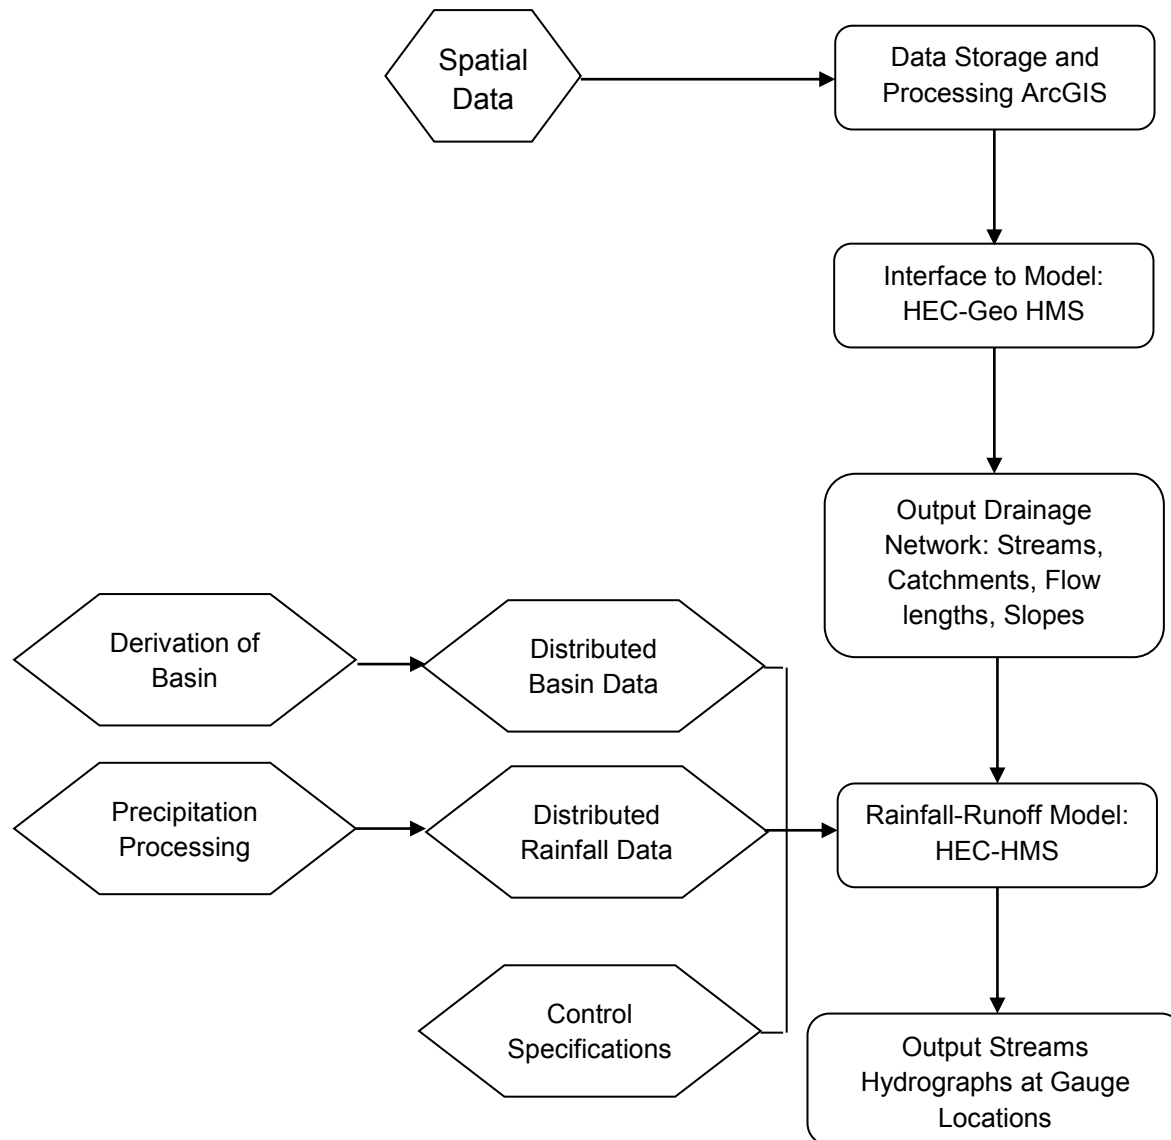 Spatial
Data
Data Storage and
Processing ArcGIS
Interface to Model:
HEC-Geo HMS
Output Drainage
Network: Streams,
Catchments, Flow
lengths, Slopes
Derivation of
Basin
Distributed
Basin Data
Precipitation
Processing
Distributed
Rainfall Data
Rainfall-Runoff Model:
HEC-HMS
Control
Specifications
Output Streams
Hydrographs at Gauge
Locations